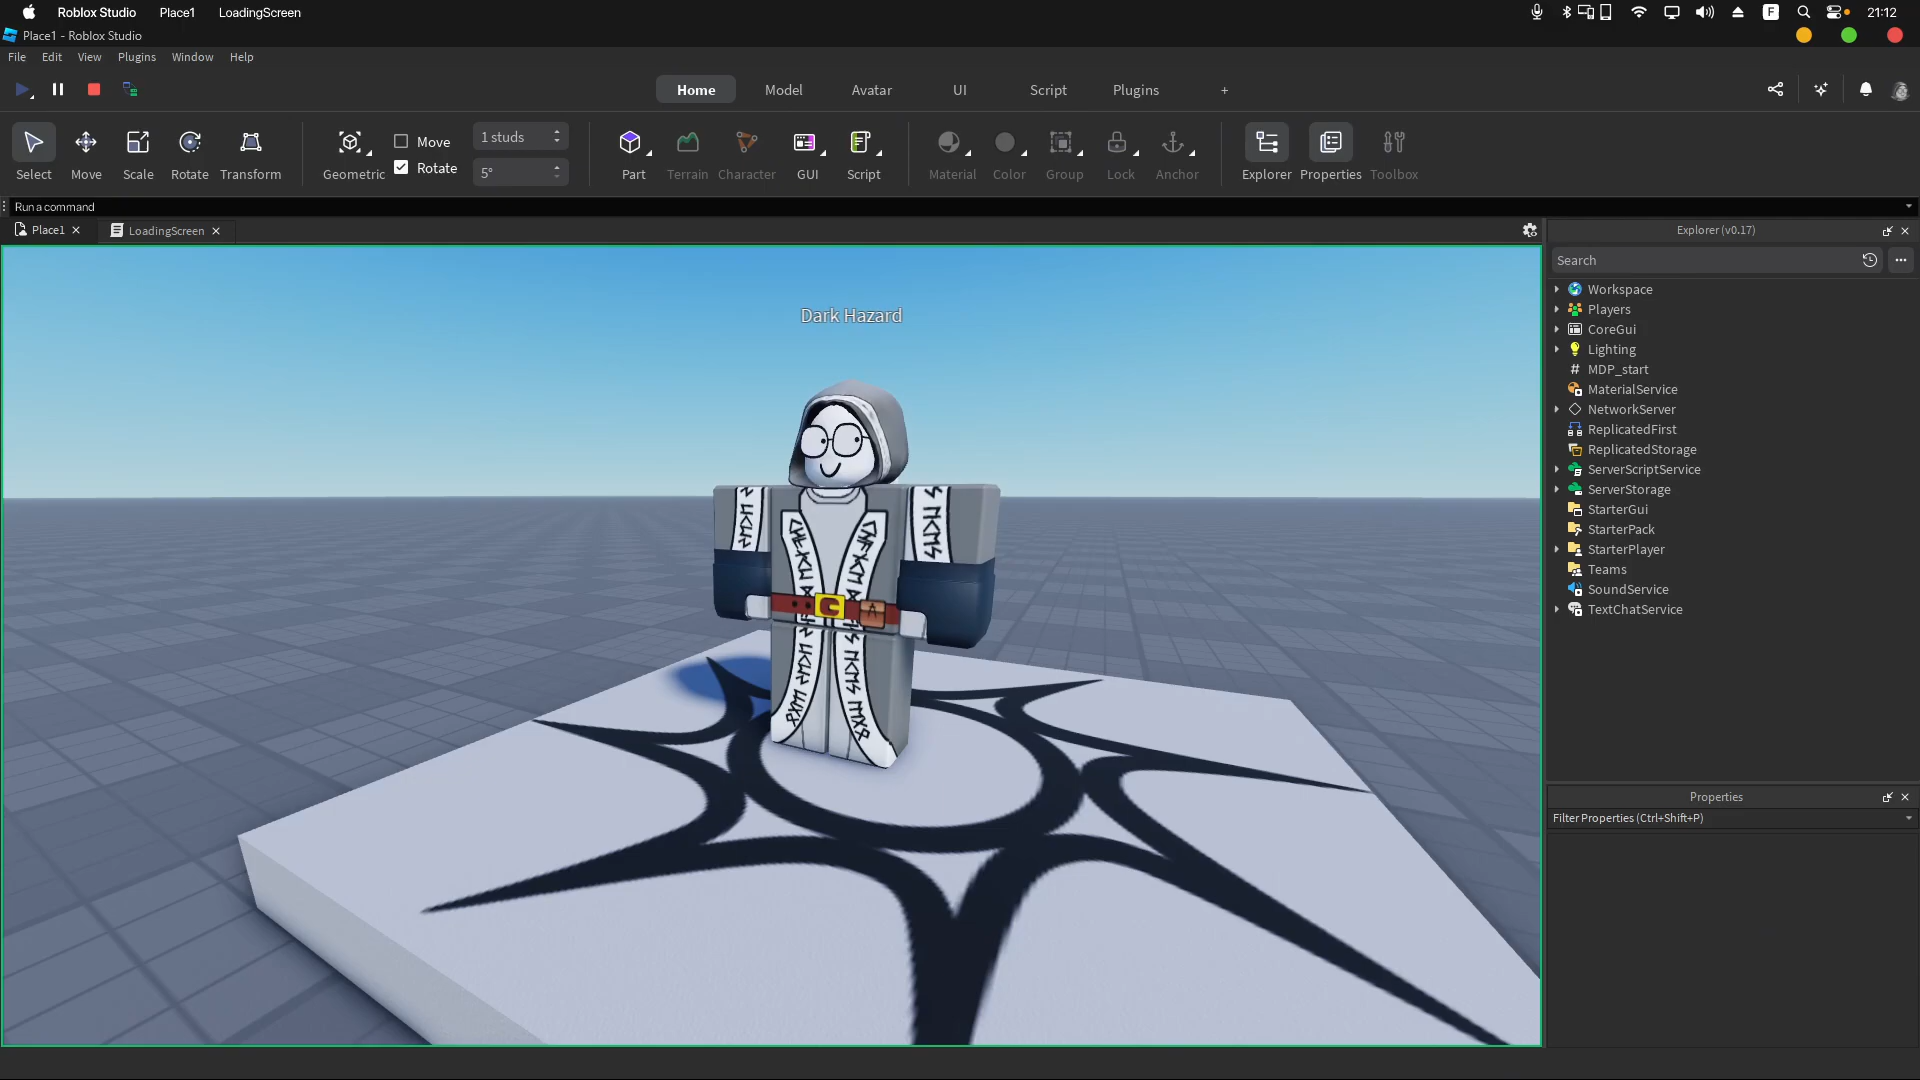 Roblox Studio Place1 LoadingScreen F 21:12
Place1 - Roblox Studio
File Edit View Plugins Window Help
Home Model Avatar UI Script Plugins +
Move 1 studs
Rotate 5°
Select Move Scale Rotate Transform Geometric Part Terrain Character GUI Script Material Color Group Lock Anchor Explorer Properties Toolbox
Run a command
Place1 LoadingScreen
Dark Hazard
Explorer (v0.17)
Search
Workspace
Players
CoreGui
Lighting
# MDP_start
MaterialService
NetworkServer
ReplicatedFirst
ReplicatedStorage
ServerScriptService
ServerStorage
StarterGui
StarterPack
StarterPlayer
Teams
SoundService
TextChatService
Properties
Filter Properties (Ctrl+Shift+P)